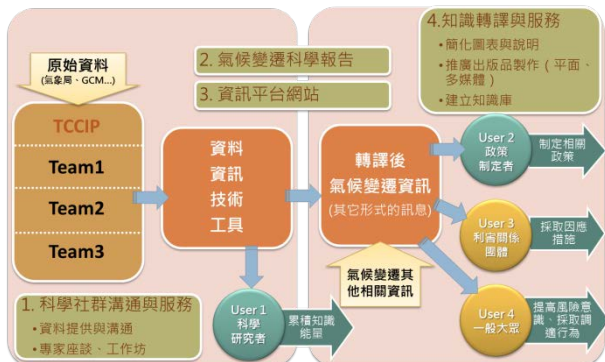 原始資料
(氣象局、GCM...)
TCCIP
Team1
Team2
Team3
1. 科學社群溝通與服務
•資料提供與溝通
•專家座談、工作坊
2. 氣候變遷科學報告
3. 資訊平台網站
資料
資訊
技術
工具
User 1
科學
研究者
累積知識
能量
4.知識轉譯與服務
•簡化圖表與說明
•推廣出版品製作（平面、
多媒體）
•建立知識庫
轉譯後
氣候變遷資訊
(其它形式的訊息)
氣候變遷其
他相關資訊
User 2
政策
制定者
制定相關
政策
User 3
利害關係
團體
採取因應
措施
User 4
一般大眾
提高風險意
識、採取調
適行為